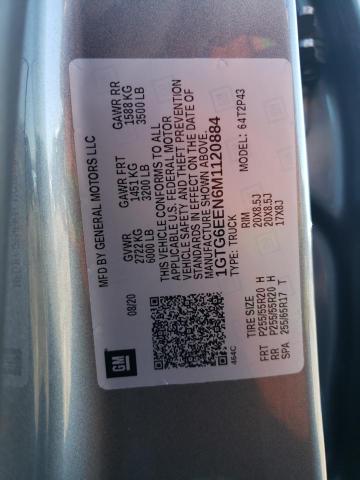 MFD BY GENERAL MOTORS LLC
08/20 GVWR GAWR FRT GAWR RR
2722 KG 1451 KG 1588 KG
6000 LB 3200 LB 3500 LB
THIS VEHICLE CONFORMS TO ALL
APPLICABLE U.S. FEDERAL MOTOR
VEHICLE SAFETY AND THEFT PREVENTION
STANDARDS IN EFFECT ON THE DATE OF
MANUFACTURE SHOWN ABOVE.
1GTG6EEN6M1120884
TYPE: TRUCK MODEL: 64T2P43
GM
TIRE SIZE RIM
FRT P255/55R20 H 20X8.5J
RR P255/55R20 H 20X8.5J
SPA 255/65R17 T 17X8J
464C